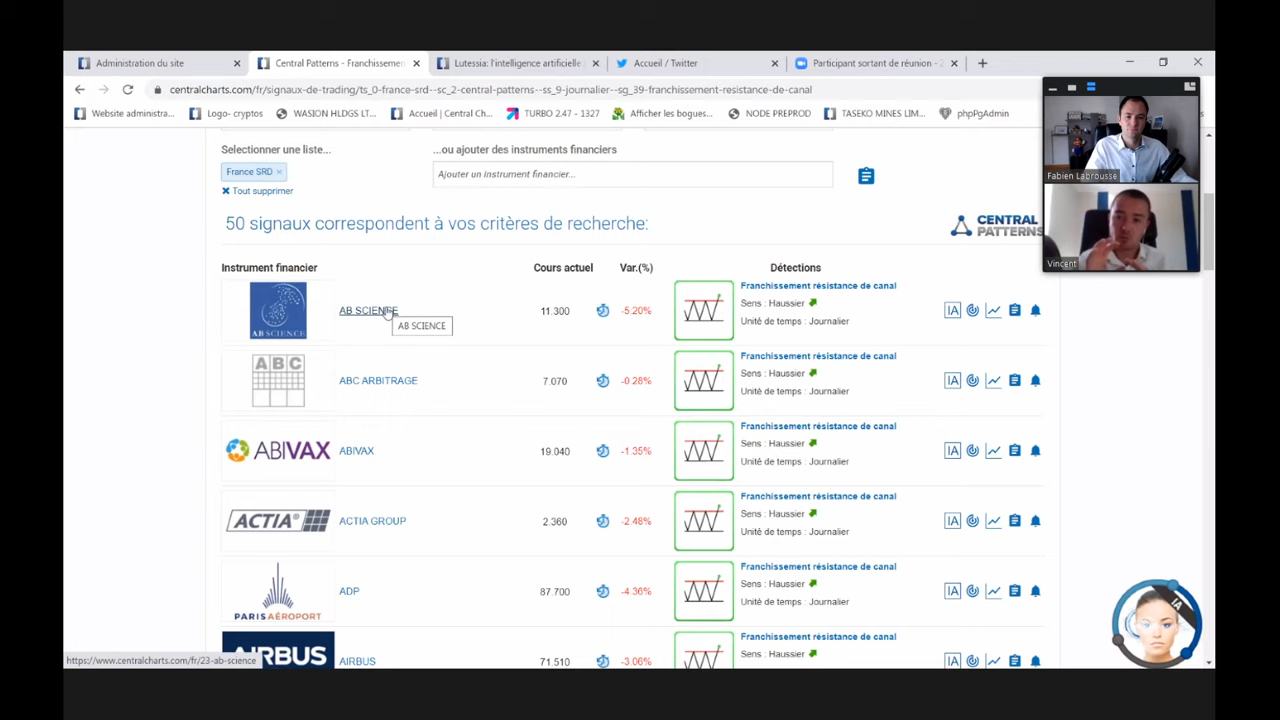 Administration du site
Central Patterns - Franchissemen
Lutessia: l'intelligence artificielle
Accueil / Twitter
Participant sortant de réunion - 2
centralcharts.com/fr/signaux-de-trading/ts_0-france-srd--sc_2-central-patterns--ss_9-journalier--sg_39-franchissement-resistance-de-canal
Website administra...
Logo- cryptos
WASION HLDGS LT...
Accueil | Central Ch...
TURBO 2.47 - 1327
Afficher les bogues...
NODE PREPROD
TASEKO MINES LIM...
phpPgAdmin
Selectionner une liste...
...ou ajouter des instruments financiers
France SRD ×
Ajouter un instrument financier...
Tout supprimer
Fabien Labrousse
50 signaux correspondent à vos critères de recherche:
CENTRAL
PATTERNS
Vincent
Instrument financier
Cours actuel
Var.(%)
Détections
AB SCIENCE
AB SCIENCE
11.300
-5.20%
Franchissement résistance de canal
Sens : Haussier
Unité de temps : Journalier
IA
AB SCIENCE
ABC
ABC ARBITRAGE
7.070
-0.28%
Franchissement résistance de canal
Sens : Haussier
Unité de temps : Journalier
IA
ABIVAX
ABIVAX
19.040
-1.35%
Franchissement résistance de canal
Sens : Haussier
Unité de temps : Journalier
IA
ACTIA®
ACTIA GROUP
2.360
-2.48%
Franchissement résistance de canal
Sens : Haussier
Unité de temps : Journalier
IA
PARIS AÉROPORT
ADP
87.700
-4.36%
Franchissement résistance de canal
Sens : Haussier
Unité de temps : Journalier
IA
IA
AIRBUS
AIRBUS
71.510
-3.06%
Franchissement résistance de canal
Sens : Haussier
IA
https://www.centralcharts.com/fr/23-ab-science